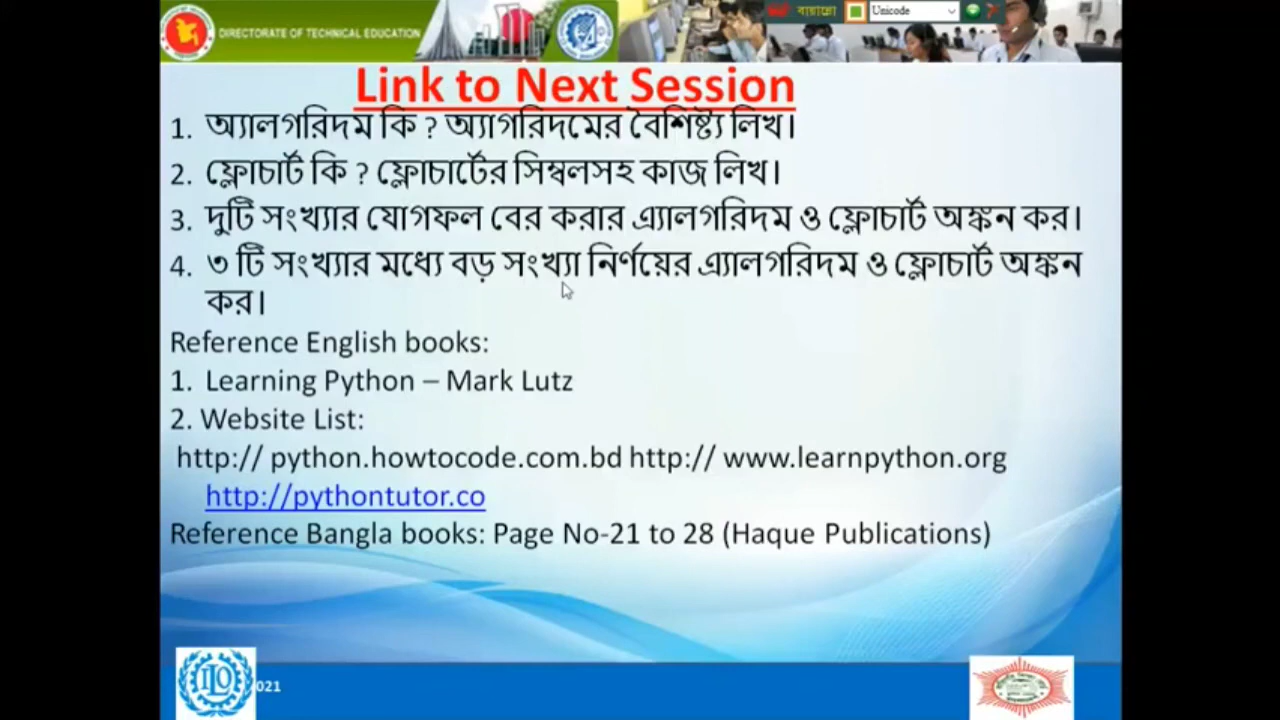 DIRECTORATE OF TECHNICAL EDUCATION
বায়ান্নো Unicode
Link to Next Session
1. অ্যালগরিদম কি ? অ্যাগরিদমের বৈশিষ্ট্য লিখ।
2. ফ্লোচার্ট কি ? ফ্লোচার্টের সিম্বলসহ কাজ লিখ।
3. দুটি সংখ্যার যোগফল বের করার এ্যালগরিদম ও ফ্লোচার্ট অঙ্কন কর।
4. ৩ টি সংখ্যার মধ্যে বড় সংখ্যা নির্ণয়ের এ্যালগরিদম ও ফ্লোচার্ট অঙ্কন
কর।
Reference English books:
1. Learning Python – Mark Lutz
2. Website List:
http:// python.howtocode.com.bd http:// www.learnpython.org
http://pythontutor.co
Reference Bangla books: Page No-21 to 28 (Haque Publications)
ILO 021